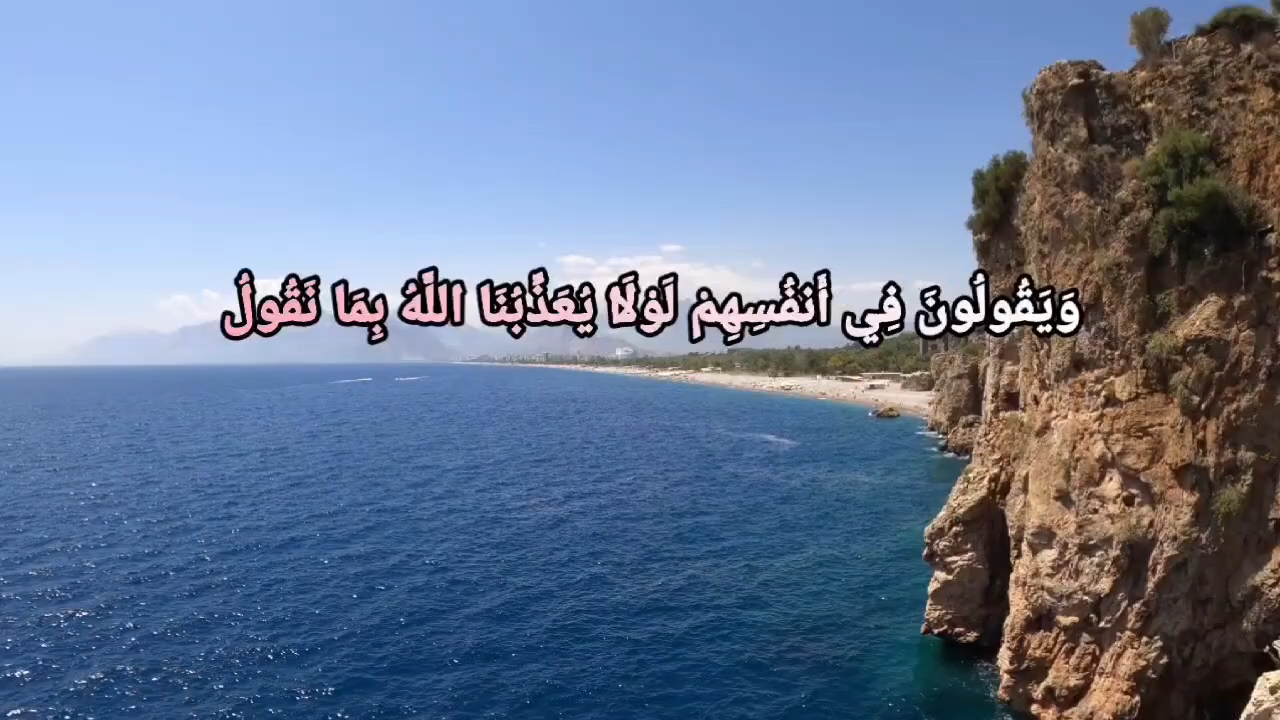 وَيَقُولُونَ فِي أَنفُسِهِمْ لَوْلَا يُعَذِّبُنَا اللَّهُ بِمَا نَقُولُ